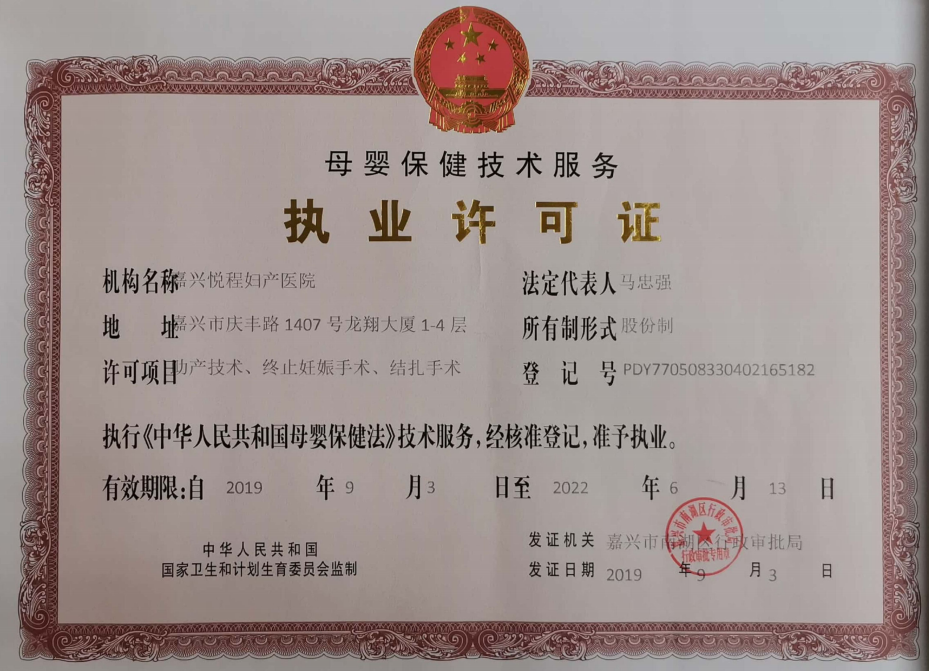 母婴保健技术服务
执业许可证
机构名称 嘉兴悦程妇产医院
法定代表人 马忠强
地 址 嘉兴市庆丰路1407号龙翔大厦1-4层
所有制形式 股份制
许可项目 助产技术、终止妊娠手术、结扎手术
登记号 PDY770508330402165182
执行《中华人民共和国母婴保健法》技术服务,经核准登记,准予执业。
有效期限:自 2019 年 9 月 3 日至 2022 年 6 月 13 日
中华人民共和国
国家卫生和计划生育委员会监制
发证机关 嘉兴市南湖区行政审批局
发证日期 2019 年 9 月 3 日